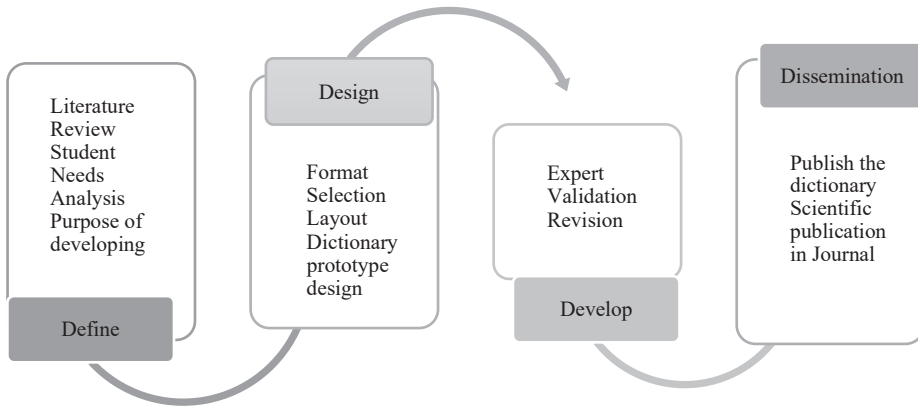 Literature
Review
Student
Needs
Analysis
Purpose of
developing
Define
Design
Format
Selection
Layout
Dictionary
prototype
design
Expert
Validation
Revision
Develop
Dissemination
Publish the
dictionary
Scientific
publication
in Journal